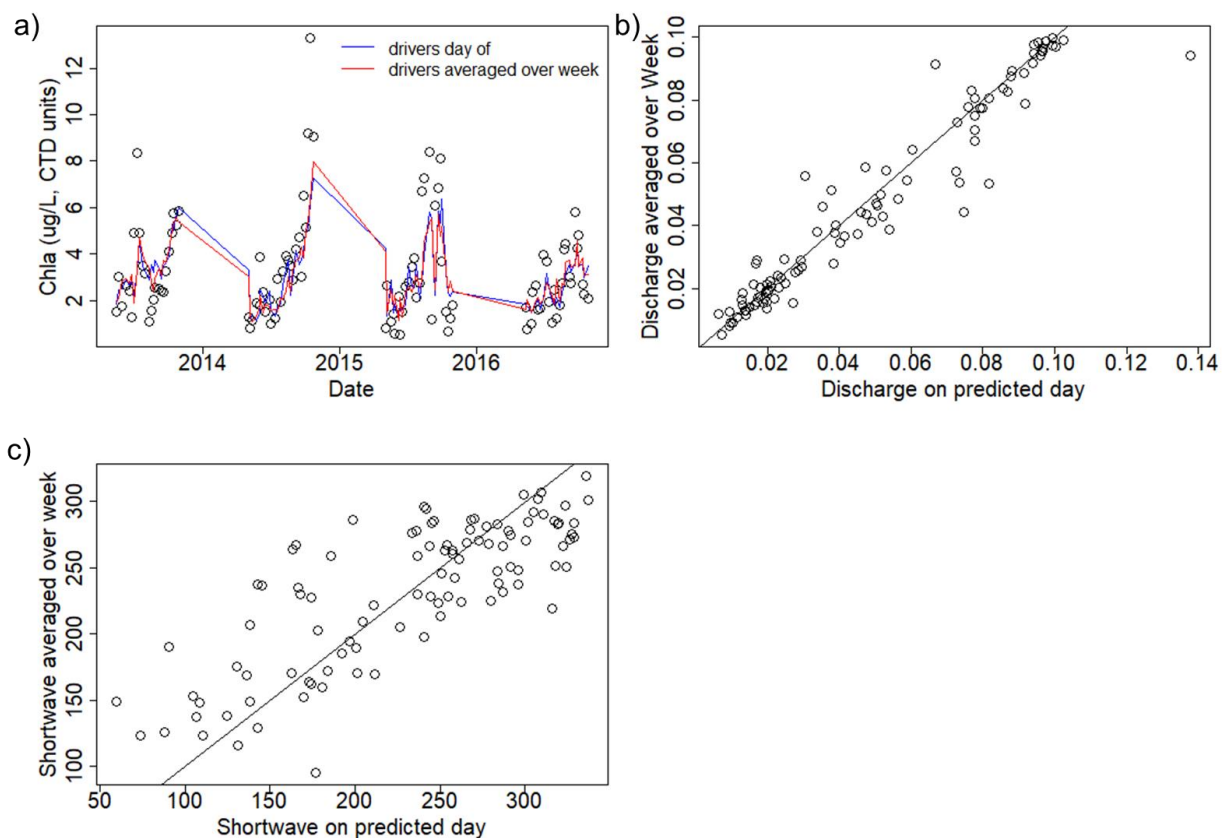 a)
Chla (ug/L, CTD units)
12
10
8
6
4
2
drivers day of
drivers averaged over week
2014
2015
2016
Date
b)
Discharge averaged over Week
0.10
0.08
0.06
0.04
0.02
0.02
0.04
0.06
0.08
0.10
0.12
0.14
Discharge on predicted day
c)
Shortwave averaged over week
300
250
200
150
100
50
100
150
200
250
300
Shortwave on predicted day